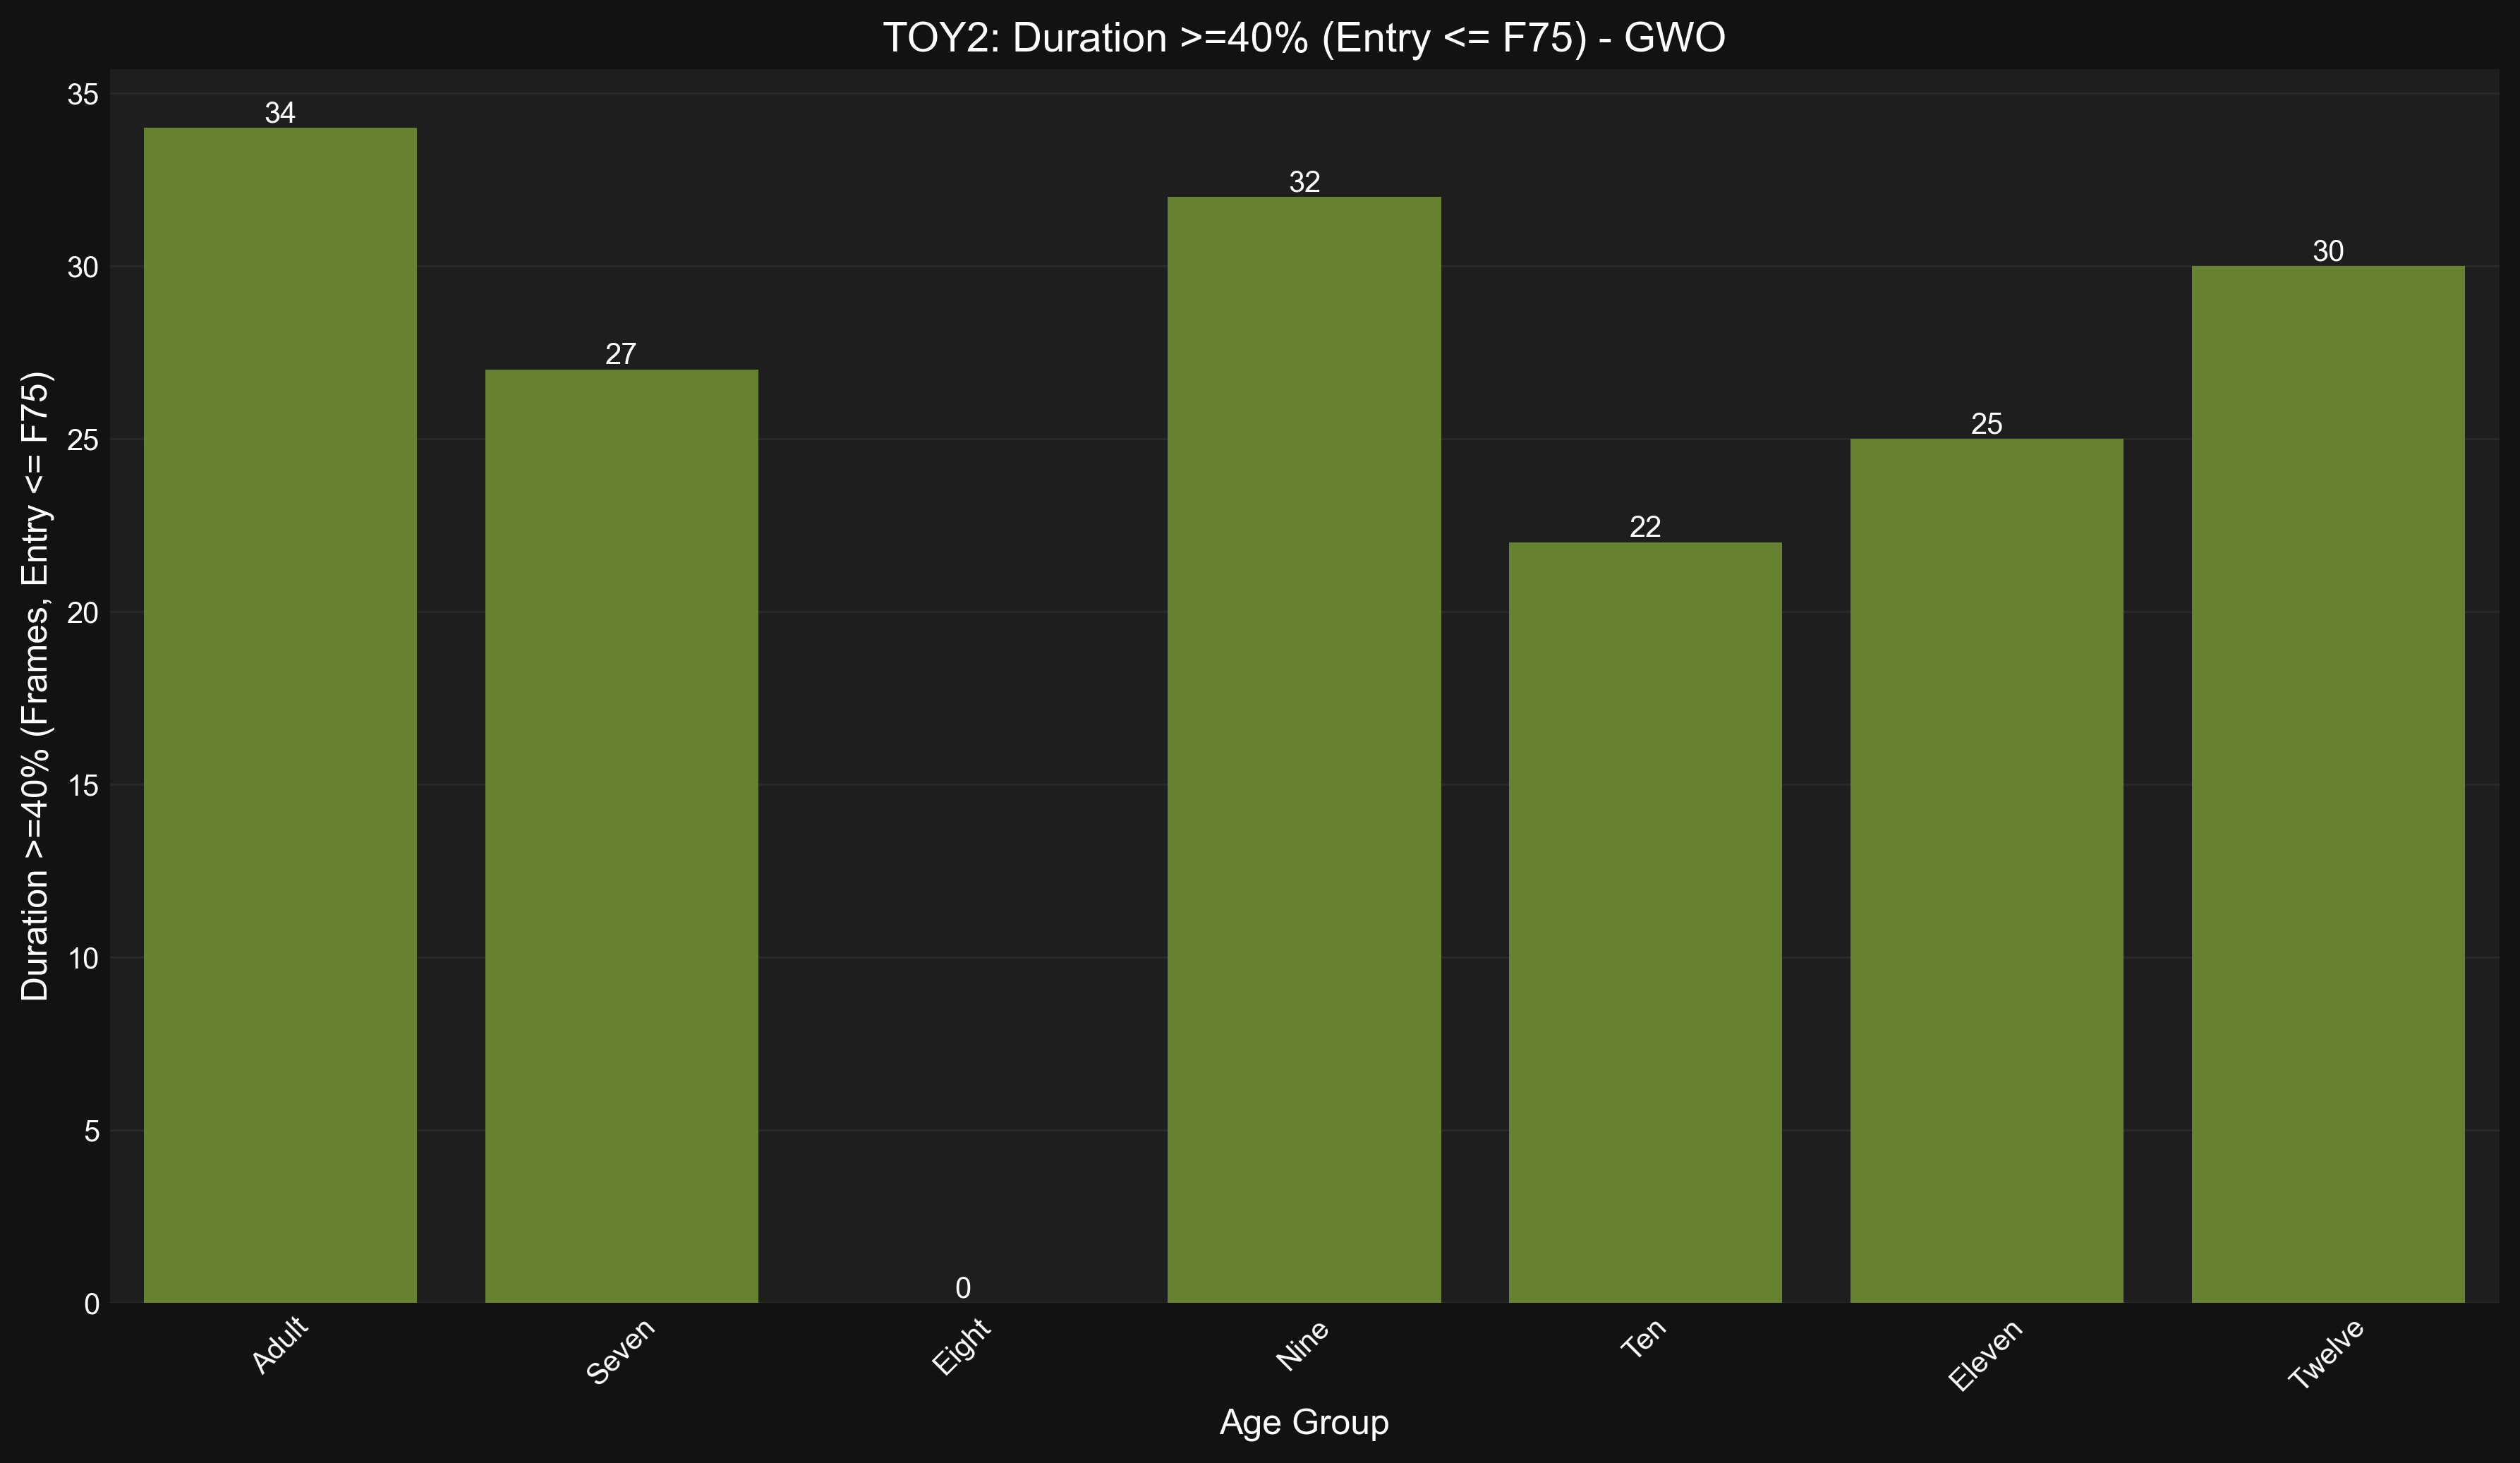 TOY2: Duration >=40% (Entry <= F75) - GWO
Duration >=40% (Frames, Entry <= F75)
35
30
25
20
15
10
5
0
34
27
0
32
22
25
30
Adult
Seven
Eight
Nine
Ten
Eleven
Twelve
Age Group